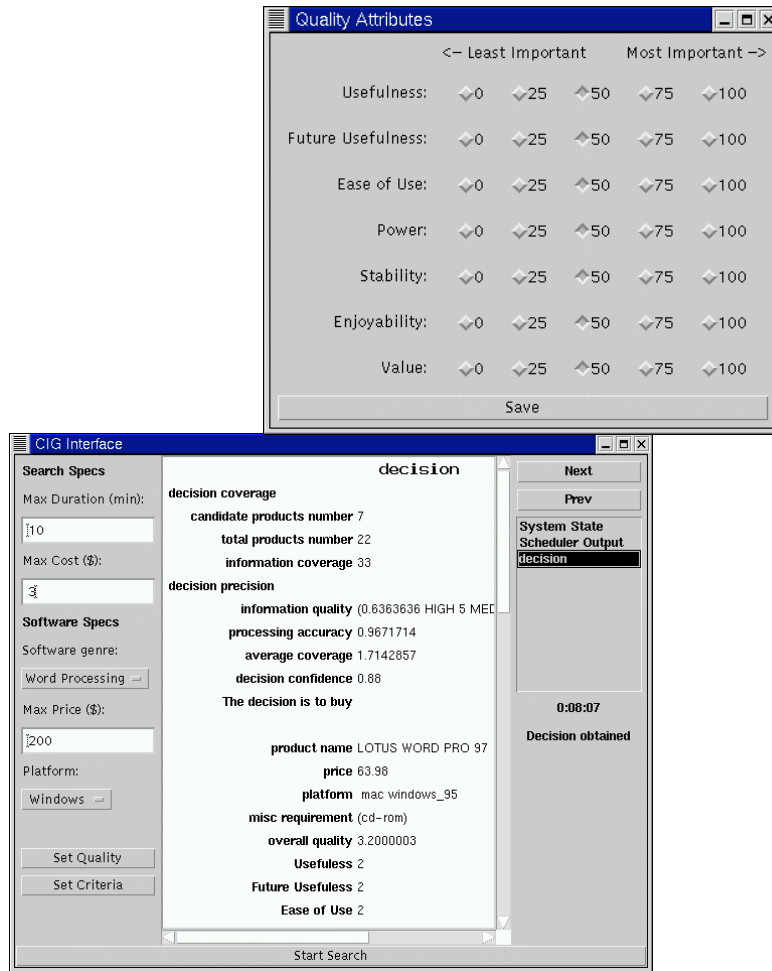 Quality Attributes
<– Least Important Most Important –>
Usefulness: 0 25 50 75 100
Future Usefulness: 0 25 50 75 100
Ease of Use: 0 25 50 75 100
Power: 0 25 50 75 100
Stability: 0 25 50 75 100
Enjoyability: 0 25 50 75 100
Value: 0 25 50 75 100
Save
CIG Interface
Search Specs
Max Duration (min):
10
Max Cost ($):
3
Software Specs
Software genre:
Word Processing
Max Price ($):
200
Platform:
Windows
Set Quality
Set Criteria
decision
decision coverage
candidate products number 7
total products number 22
information coverage 33
decision precision
information quality (0.6363636 HIGH 5 MED
processing accuracy 0.9671714
average coverage 1.7142857
decision confidence 0.88
The decision is to buy
product name LOTUS WORD PRO 97
price 63.98
platform mac windows_95
misc requirement (cd-rom)
overall quality 3.2000003
Usefuless 2
Future Usefuless 2
Ease of Use 2
Next
Prev
System State
Scheduler Output
decision
0:08:07
Decision obtained
Start Search